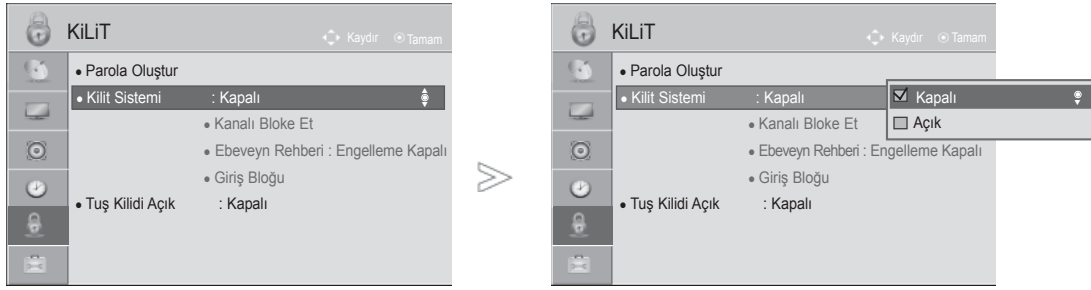 KiLiT
Kaydır Tamam
• Parola Oluştur
• Kilit Sistemi : Kapalı
• Kanalı Bloke Et
• Ebeveyn Rehberi : Engelleme Kapalı
• Giriş Bloğu
• Tuş Kilidi Açık : Kapalı
KiLiT
Kaydır Tamam
• Parola Oluştur
• Kilit Sistemi : Kapalı
Kapalı
Açık
• Kanalı Bloke Et
• Ebeveyn Rehberi : Engelleme Kapalı
• Giriş Bloğu
• Tuş Kilidi Açık : Kapalı